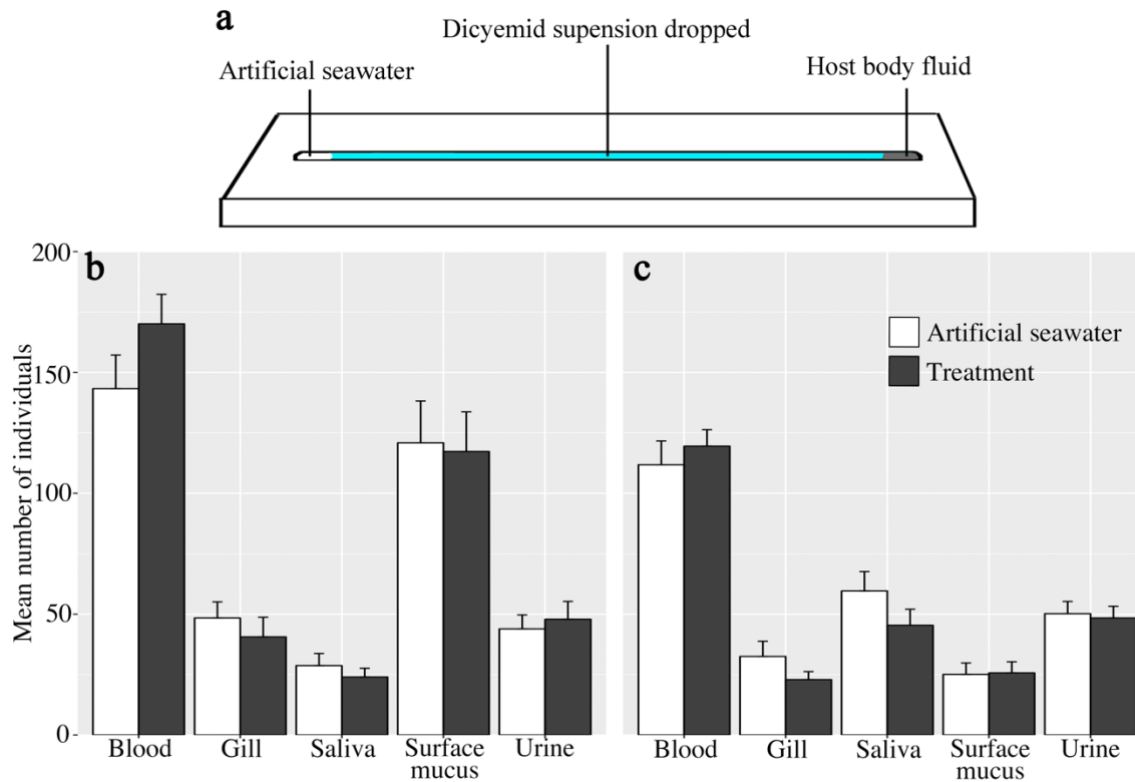 a
Dicyemid supension dropped
Artificial seawater
Host body fluid
Mean number of individuals
200
150
100
50
0
b
Blood
Gill
Saliva
Surface
mucus
Urine
c
Artificial seawater
Treatment
Blood
Gill
Saliva
Surface
mucus
Urine